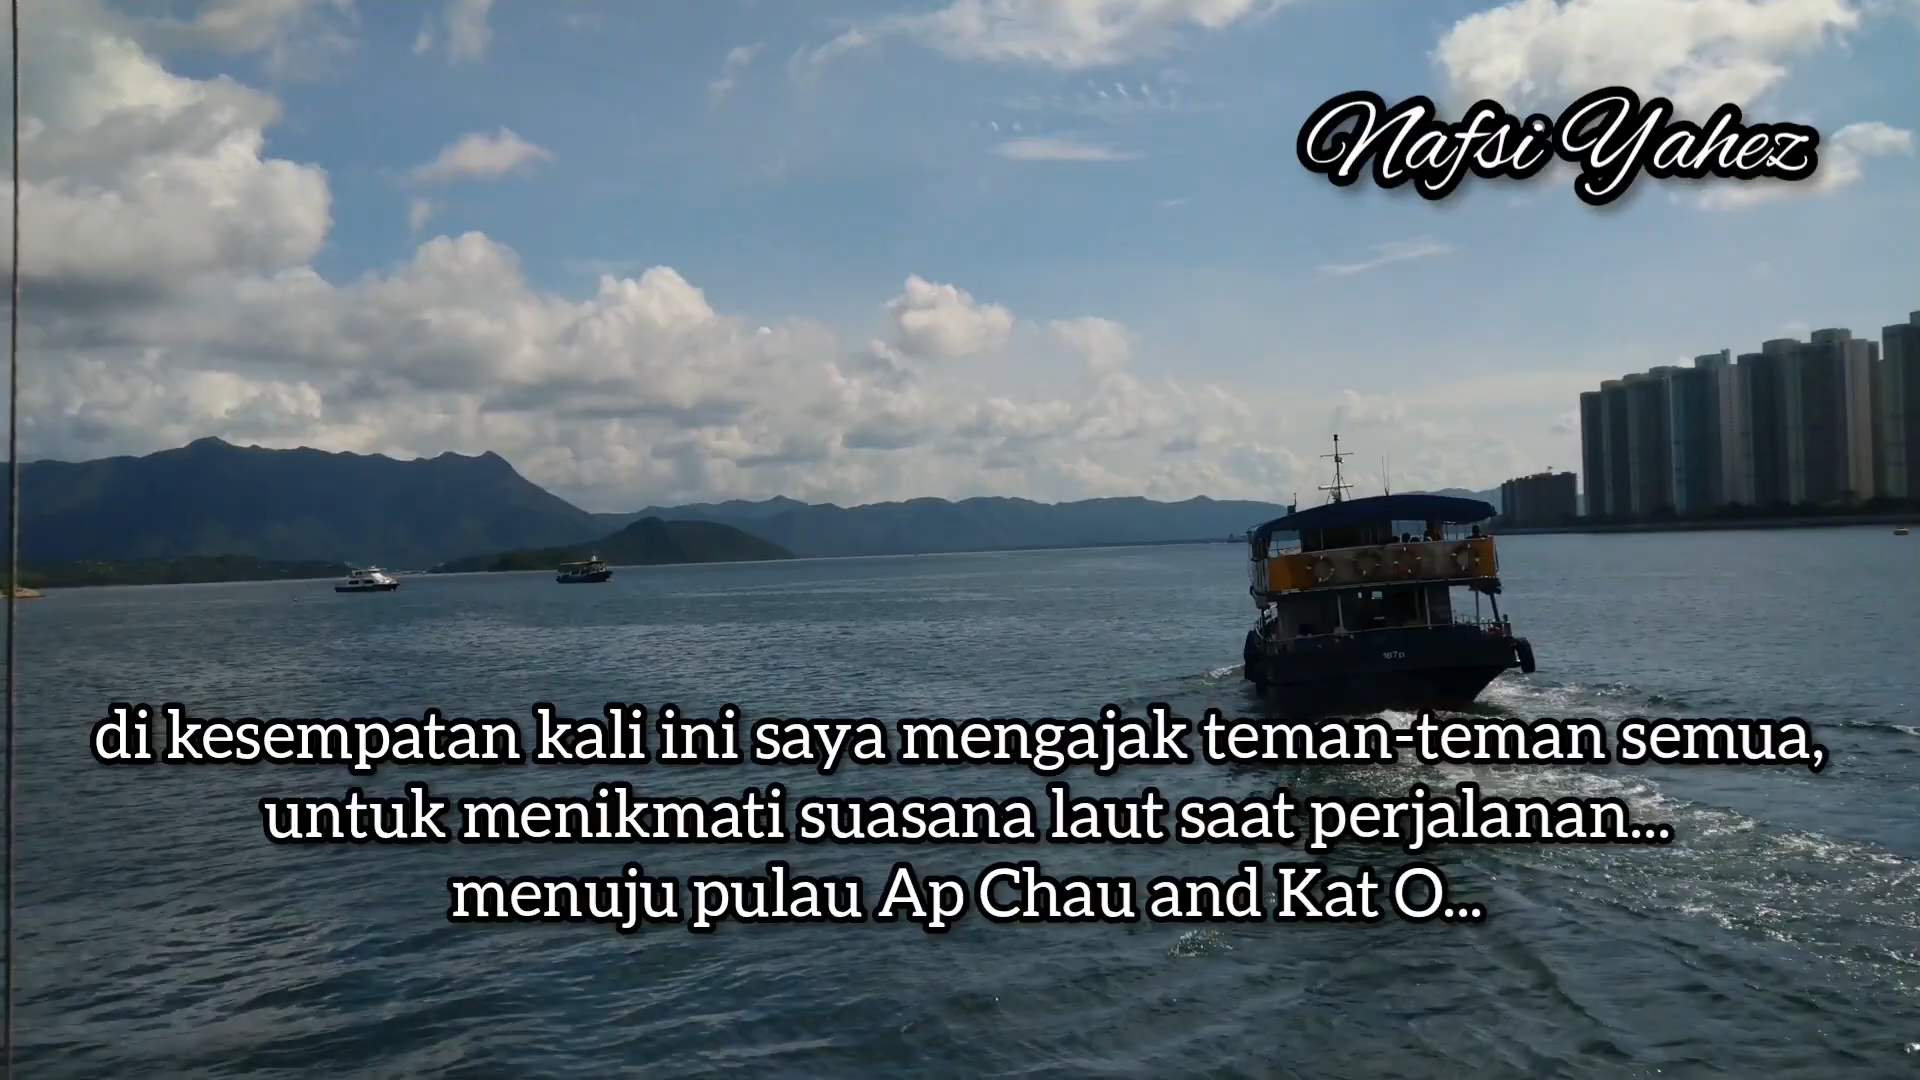 Nafsi Yahez
167p
di kesempatan kali ini saya mengajak teman-teman semua,
untuk menikmati suasana laut saat perjalanan...
menuju pulau Ap Chau and Kat O...